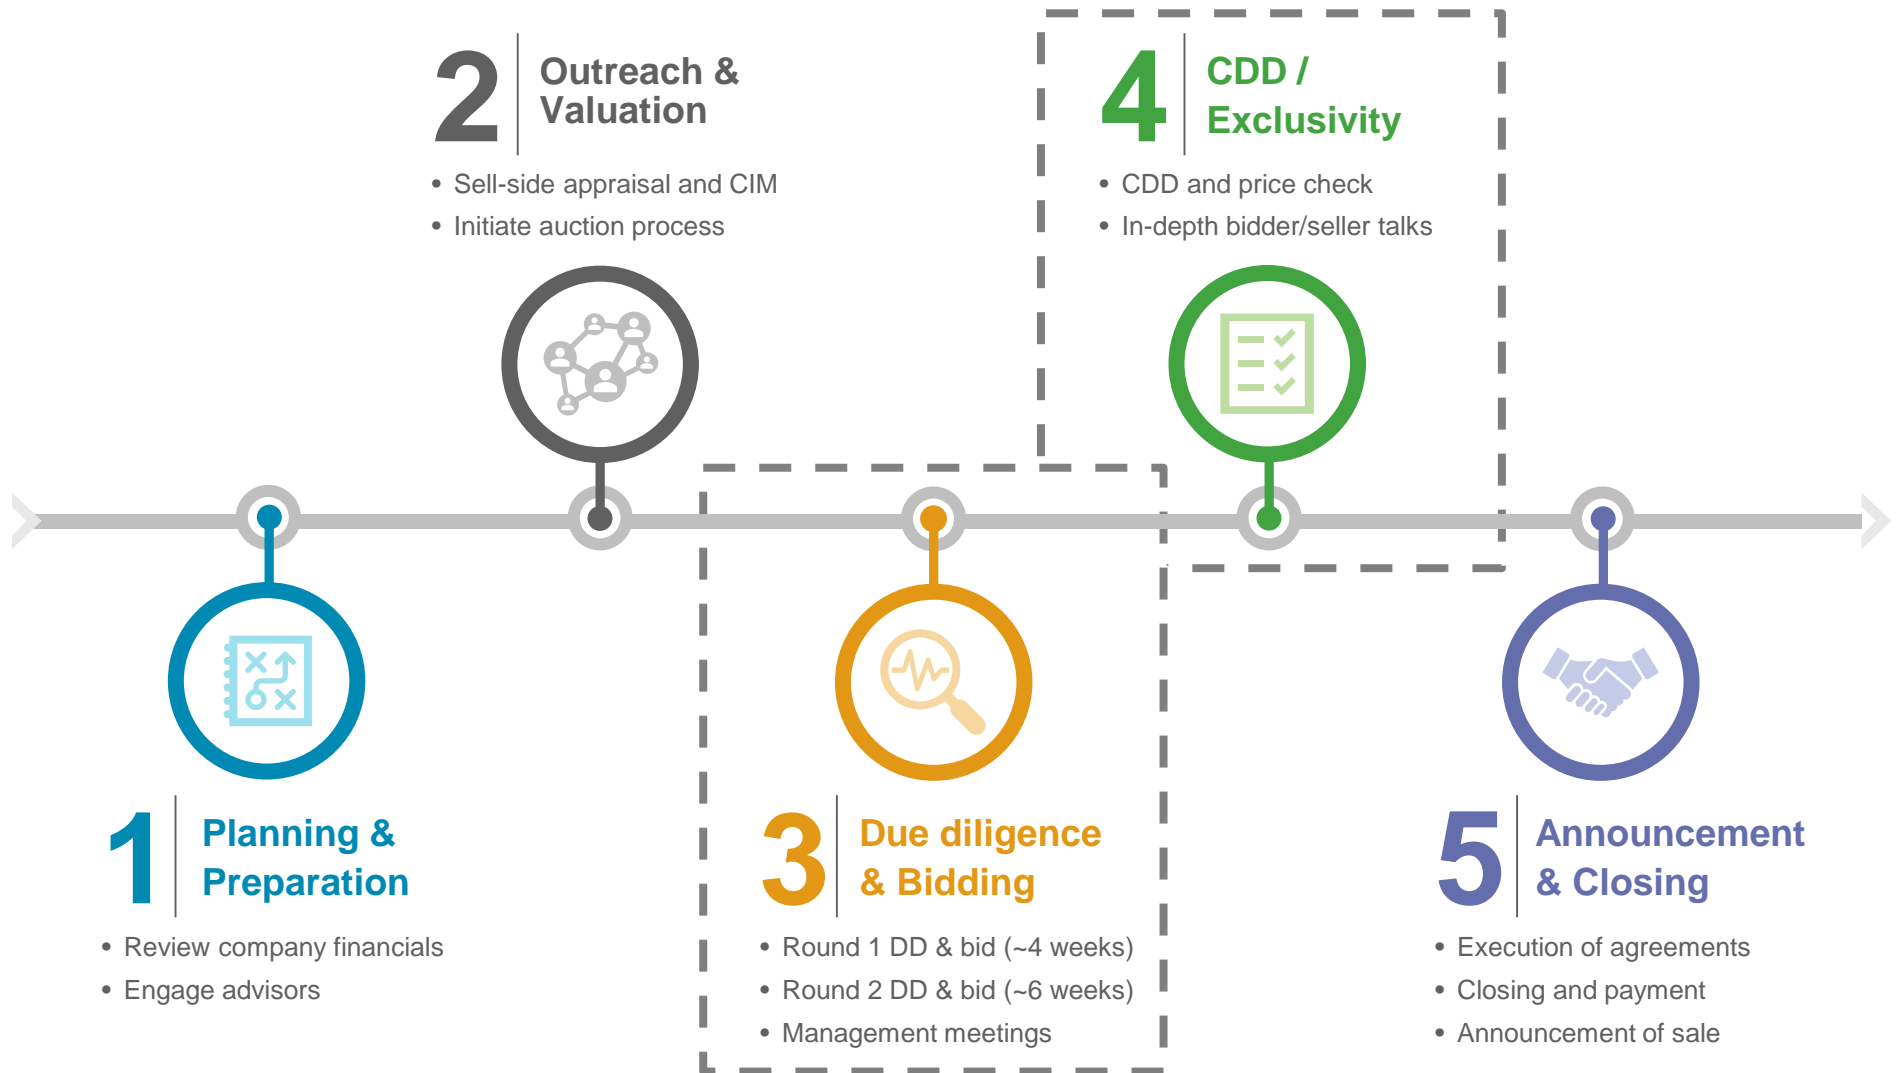 1
Planning &
Preparation
• Review company financials
• Engage advisors
2
Outreach &
Valuation
• Sell-side appraisal and CIM
• Initiate auction process
3
Due diligence
& Bidding
• Round 1 DD & bid (~4 weeks)
• Round 2 DD & bid (~6 weeks)
• Management meetings
4
CDD /
Exclusivity
• CDD and price check
• In-depth bidder/seller talks
5
Announcement
& Closing
• Execution of agreements
• Closing and payment
• Announcement of sale